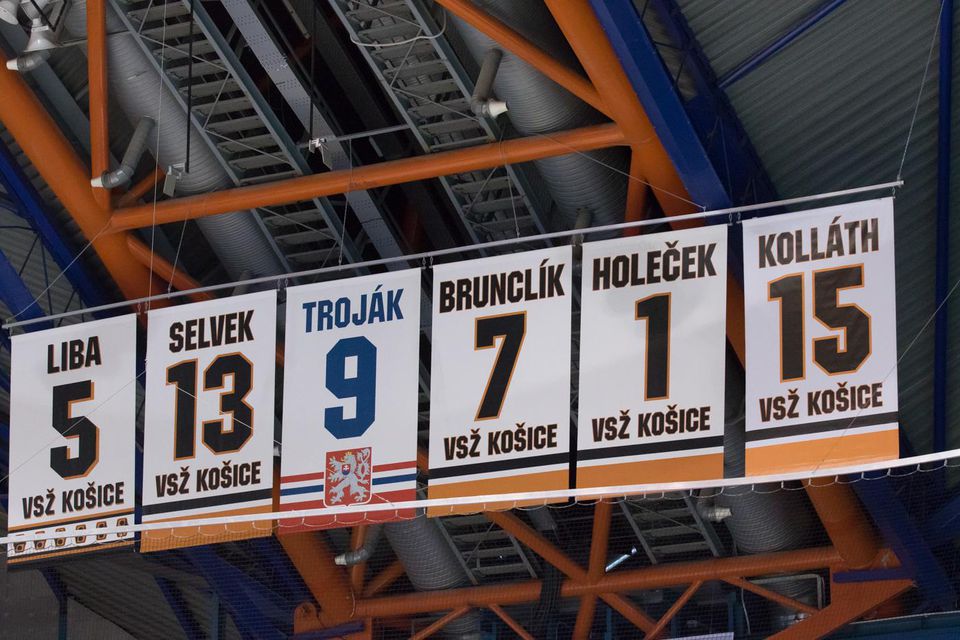 LIBA
5
VSŽ KOŠICE
SELVEK
13
VSŽ KOŠICE
TROJÁK
9
BRUNCLÍK
7
VSŽ KOŠICE
HOLEČEK
1
VSŽ KOŠICE
KOLLÁTH
15
VSŽ KOŠICE